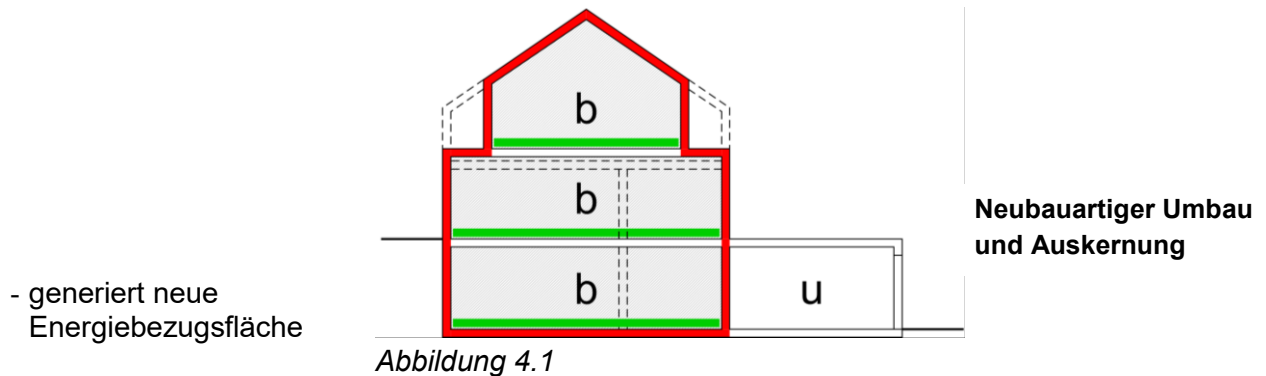 b
b
b
u
Neubauartiger Umbau
und Auskernung
- generiert neue
Energiebezugsfläche
Abbildung 4.1